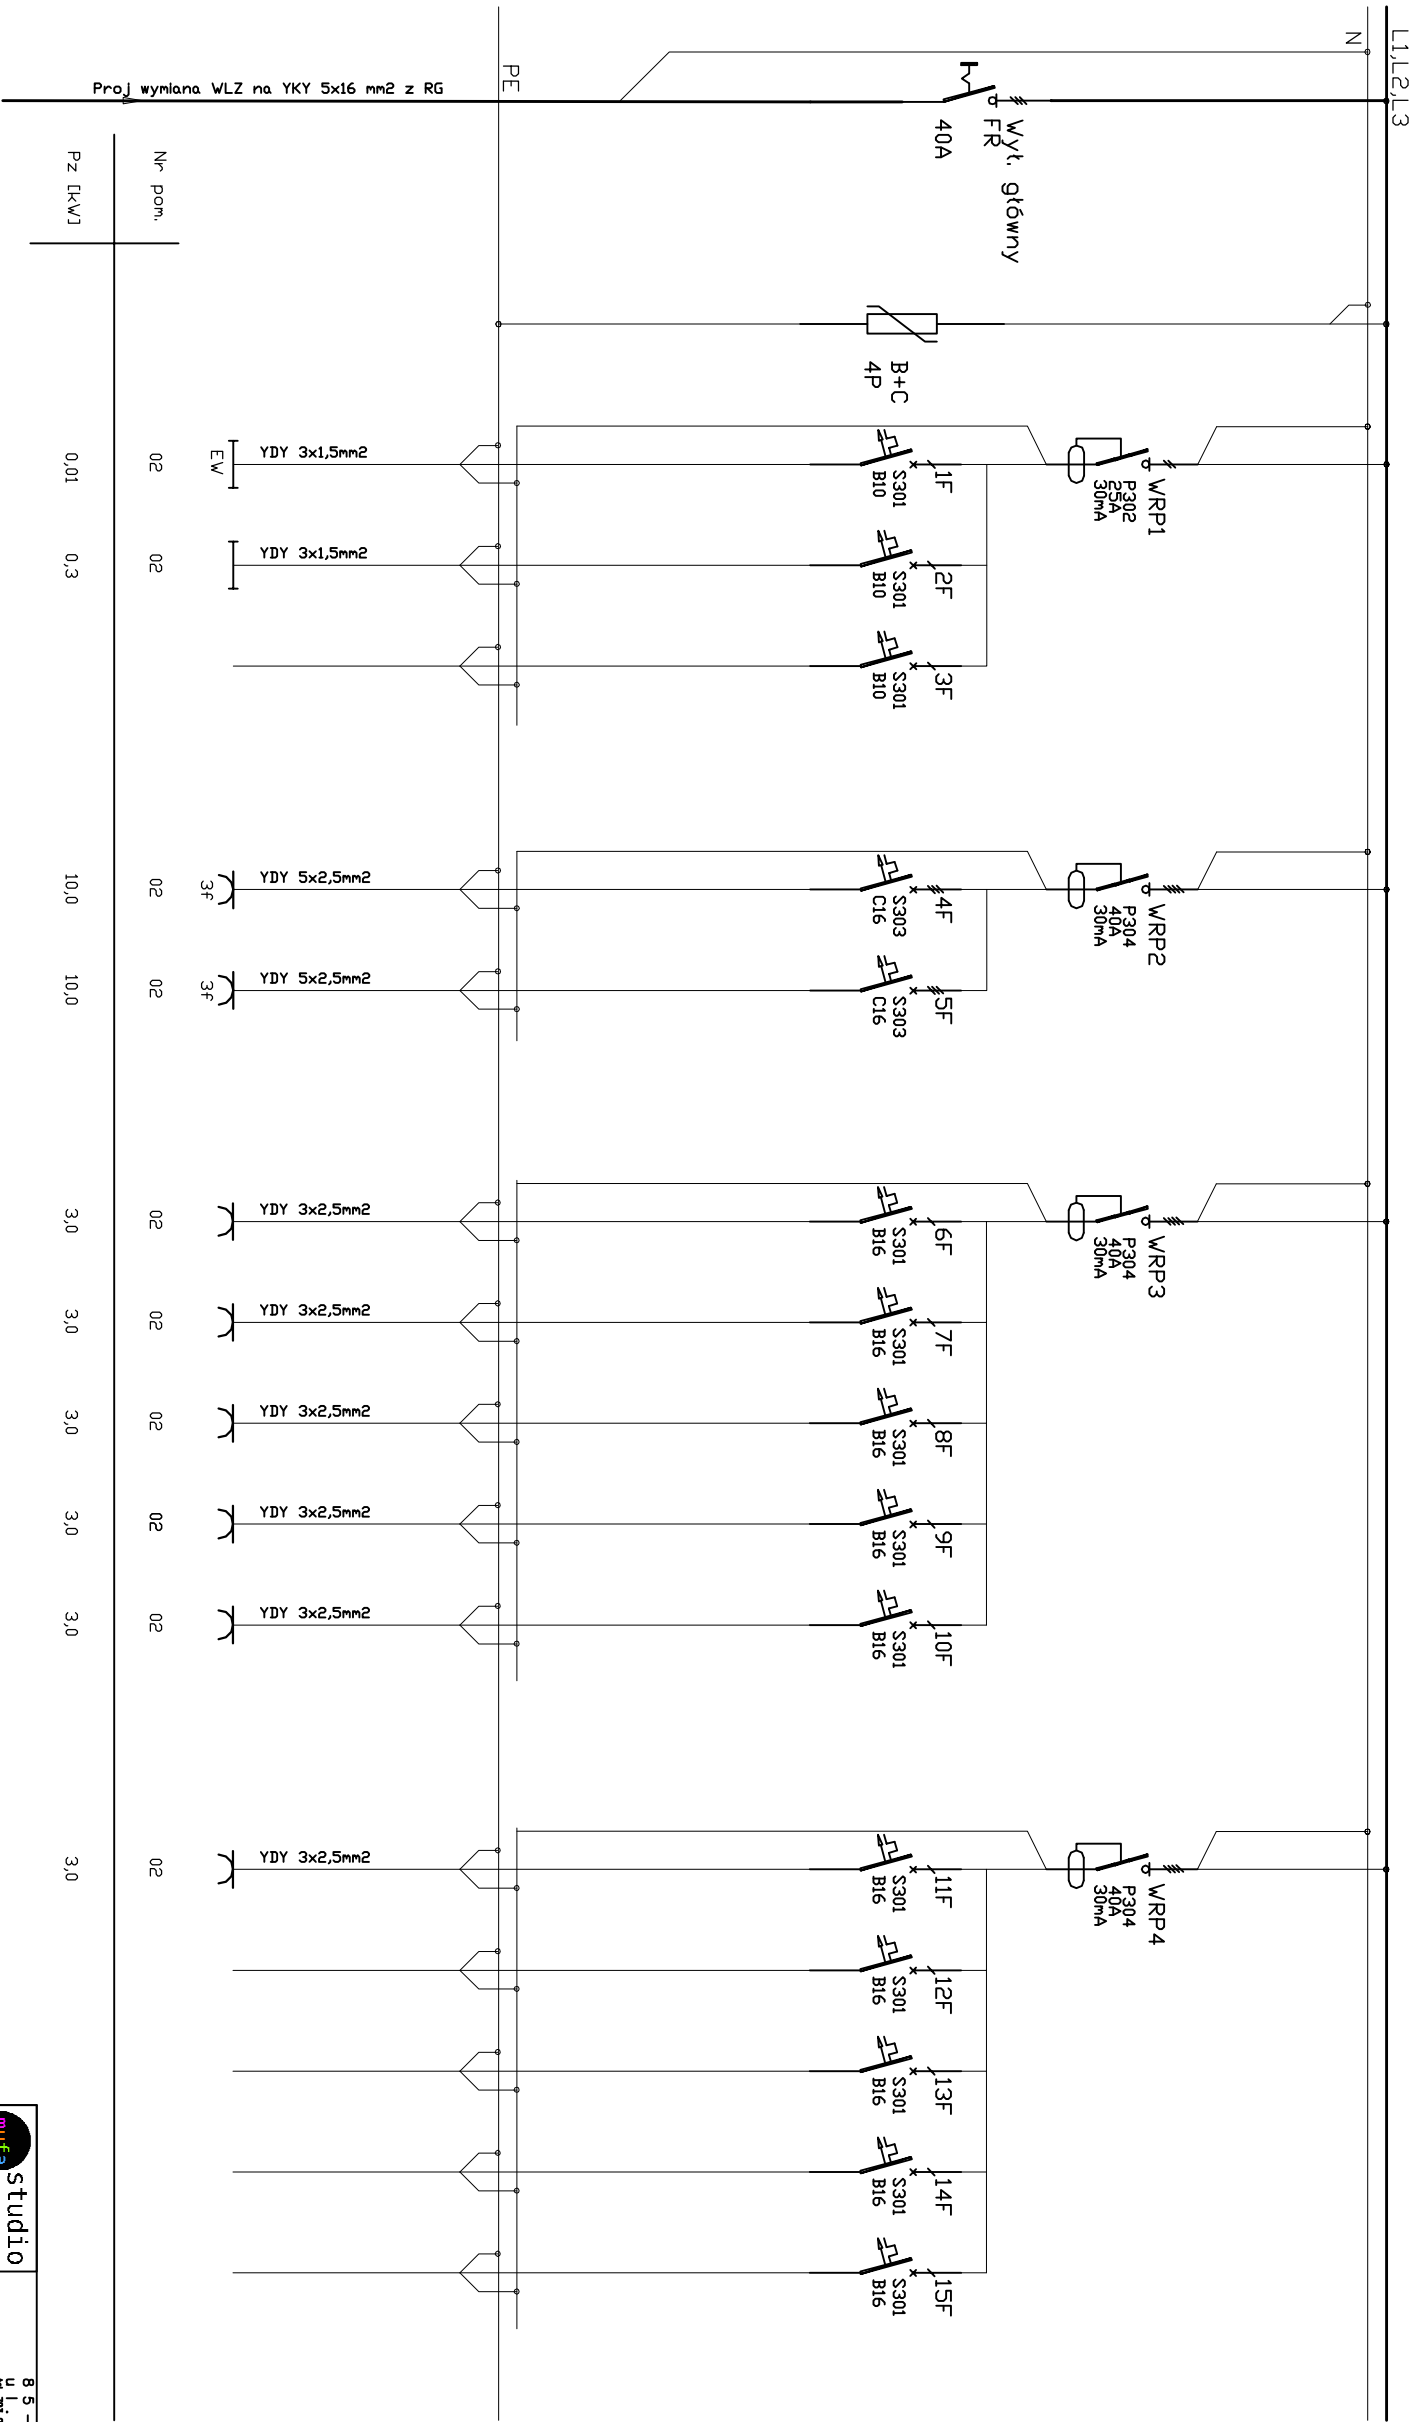 L1,L2,L3
N
PE
Proj wymiana WLZ na YKY 5x16 mm2 z RG
Wył. główny
FR
40A
B+C
4P
WRP1
P302
25A
30mA
1F
S301
B10
2F
S301
B10
3F
S301
B10
WRP2
P304
40A
30mA
4F
S303
C16
5F
S303
C16
WRP3
P304
40A
30mA
6F
S301
B16
7F
S301
B16
8F
S301
B16
9F
S301
B16
10F
S301
B16
WRP4
P304
40A
30mA
11F
S301
B16
12F
S301
B16
13F
S301
B16
14F
S301
B16
15F
S301
B16
YDY 3x1,5mm2
YDY 3x1,5mm2
YDY 5x2,5mm2
YDY 5x2,5mm2
YDY 3x2,5mm2
YDY 3x2,5mm2
YDY 3x2,5mm2
YDY 3x2,5mm2
YDY 3x2,5mm2
YDY 3x2,5mm2
EW
3f
3f
Nr pom. 02 02 02 02 02 02 02 02 02 02
Pz [kW] 0,01 0,3 10,0 10,0 3,0 3,0 3,0 3,0 3,0 3,0
mufa studio
85-
ul.